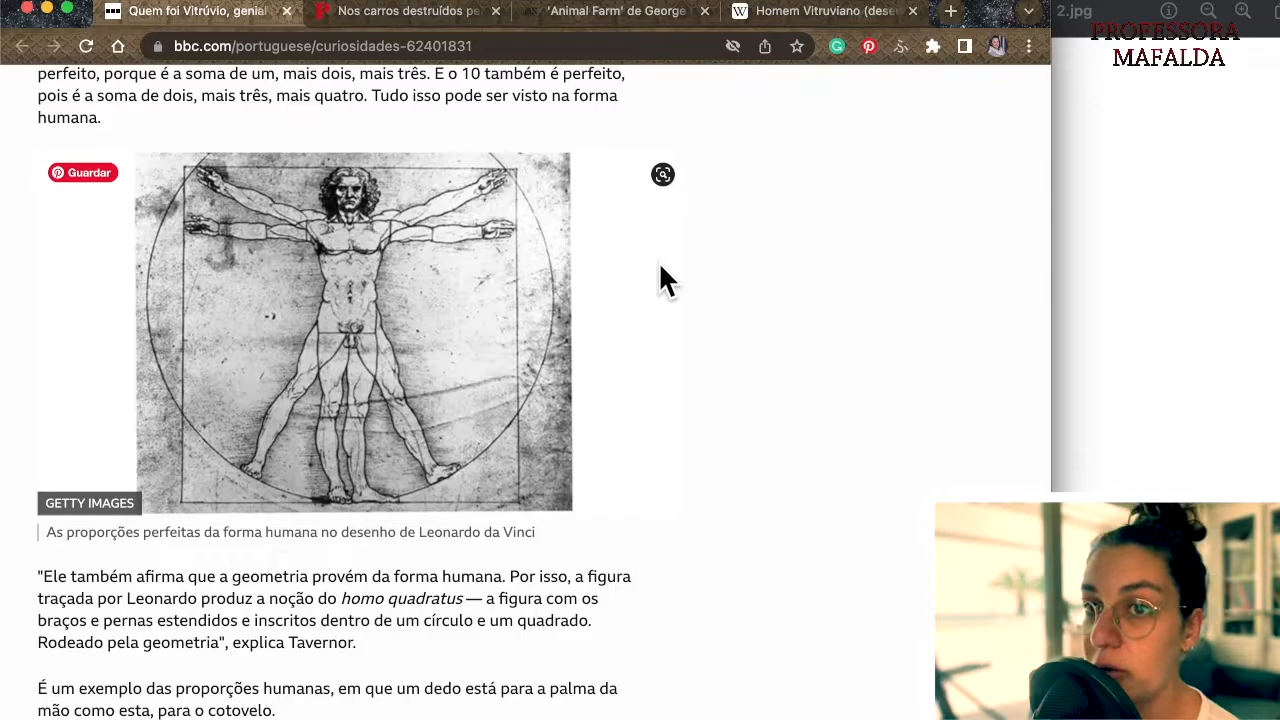 Quem foi Vitrúvio, genial
Nos carros destruídos pe
'Animal Farm' de George
Homem Vitruviano (dese
2.jpg
bbc.com/portuguese/curiosidades-62401831
PROFESSORA
MAFALDA
perfeito, porque é a soma de um, mais dois, mais três. E o 10 também é perfeito,
pois é a soma de dois, mais três, mais quatro. Tudo isso pode ser visto na forma
humana.
Guardar
GETTY IMAGES
As proporções perfeitas da forma humana no desenho de Leonardo da Vinci
"Ele também afirma que a geometria provém da forma humana. Por isso, a figura
traçada por Leonardo produz a noção do homo quadratus — a figura com os
braços e pernas estendidos e inscritos dentro de um círculo e um quadrado.
Rodeado pela geometria", explica Tavernor.
É um exemplo das proporções humanas, em que um dedo está para a palma da
mão como esta, para o cotovelo.